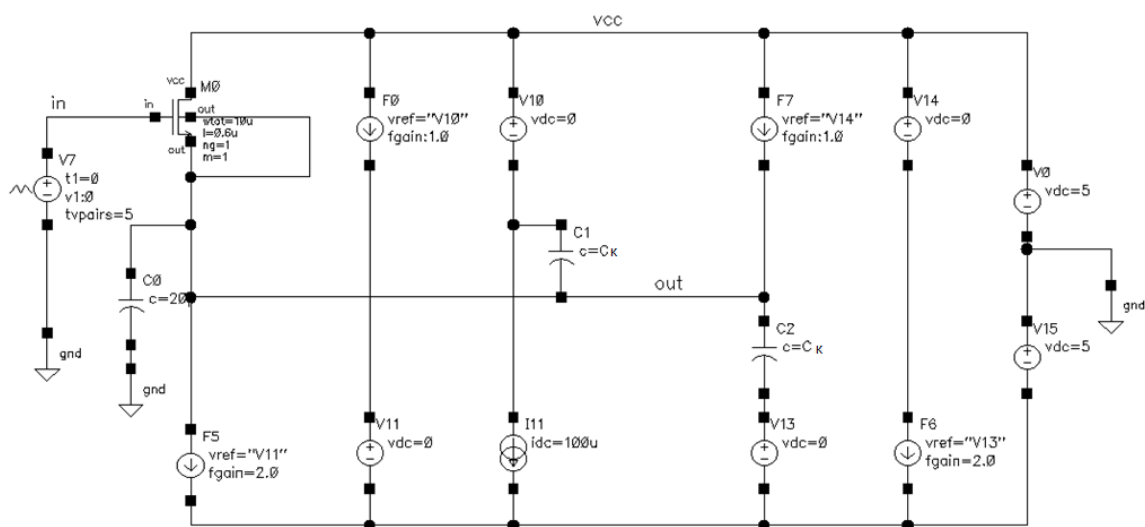 vcc
vcc
M0
in
in
out
wtot=10u
l=0.6u
ng=1
m=1
out
F0
vref="V10"
fgain:1.0
V10
vdc=0
F7
vref="V14"
fgain:1.0
V14
vdc=0
V7
t1=0
v1:0
tvpairs=5
V0
vdc=5
C1
c=Cк
C0
c=20
out
gnd
C2
c=Cк
V15
vdc=5
gnd
gnd
F5
vref="V11"
fgain=2.0
V11
vdc=0
I11
idc=100u
V13
vdc=0
F6
vref="V13"
fgain=2.0